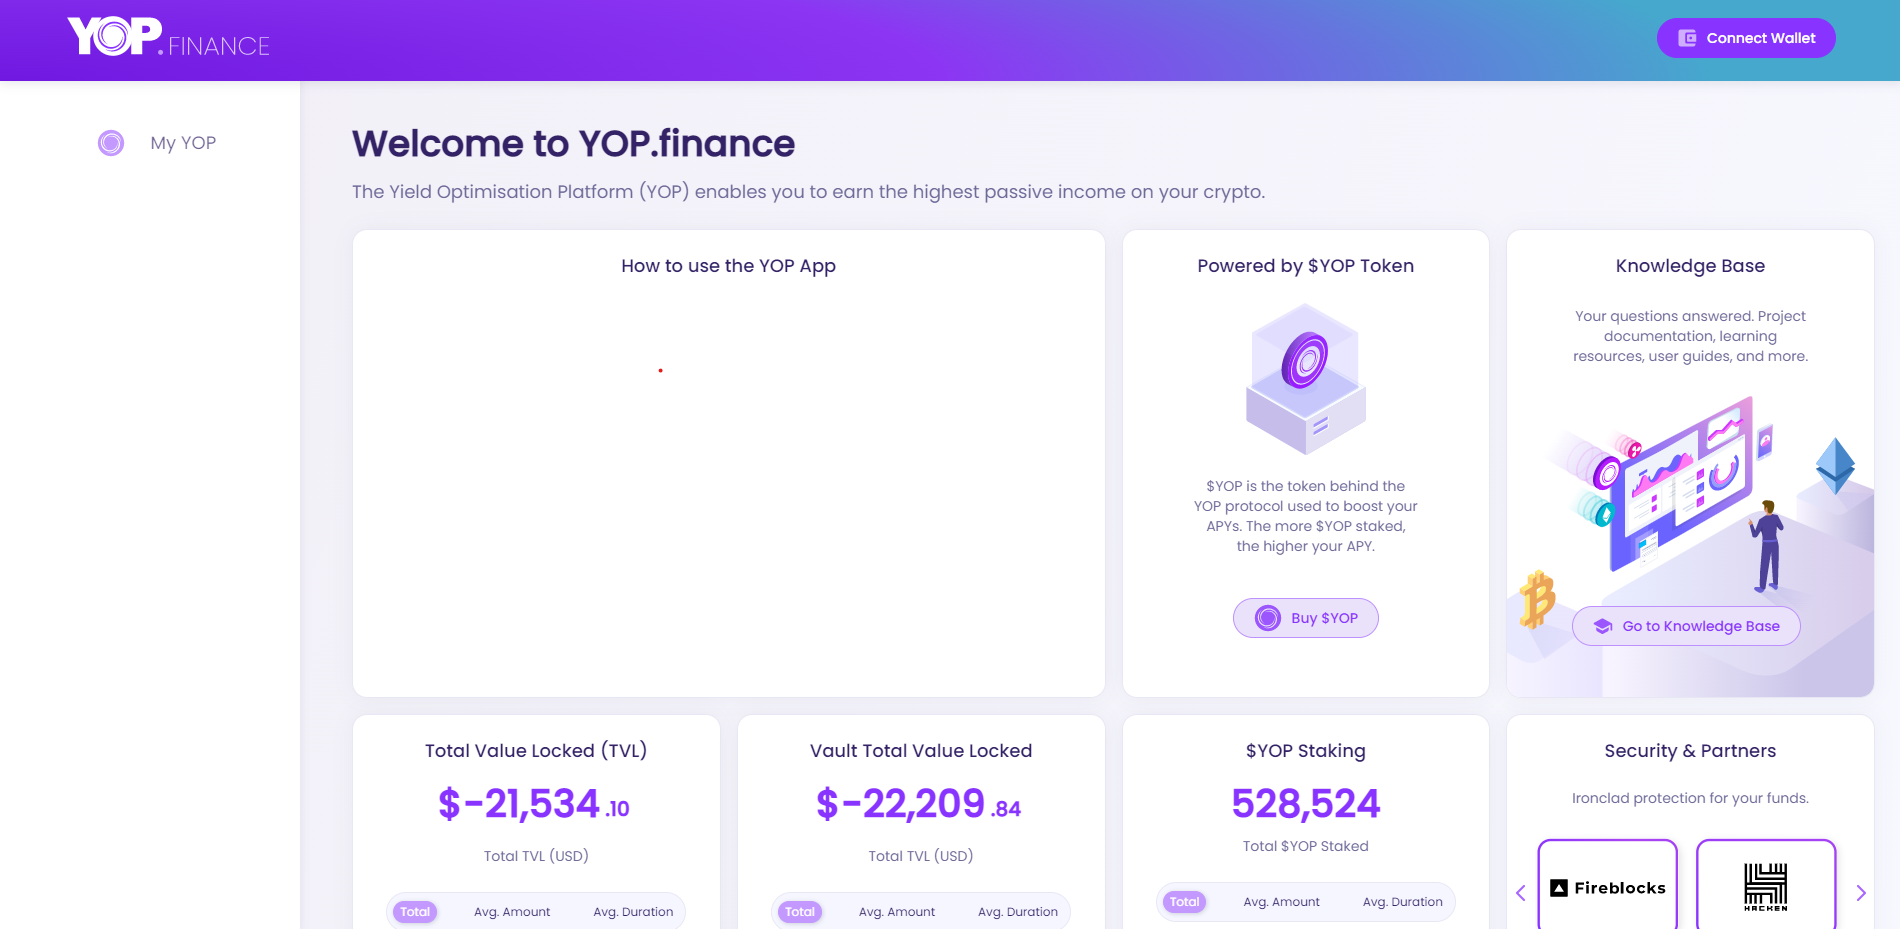 YOP.FINANCE
Connect Wallet
My YOP
Welcome to YOP.finance
The Yield Optimisation Platform (YOP) enables you to earn the highest passive income on your crypto.
How to use the YOP App
Powered by $YOP Token
$YOP is the token behind the
YOP protocol used to boost your
APYs. The more $YOP staked,
the higher your APY.
Buy $YOP
Knowledge Base
Your questions answered. Project
documentation, learning
resources, user guides, and more.
Go to Knowledge Base
Total Value Locked (TVL)
$-21,534.10
Total TVL (USD)
Total Avg. Amount Avg. Duration
Vault Total Value Locked
$-22,209.84
Total TVL (USD)
Total Avg. Amount Avg. Duration
$YOP Staking
528,524
Total $YOP Staked
Total Avg. Amount Avg. Duration
Security & Partners
Ironclad protection for your funds.
Fireblocks
HACKEN